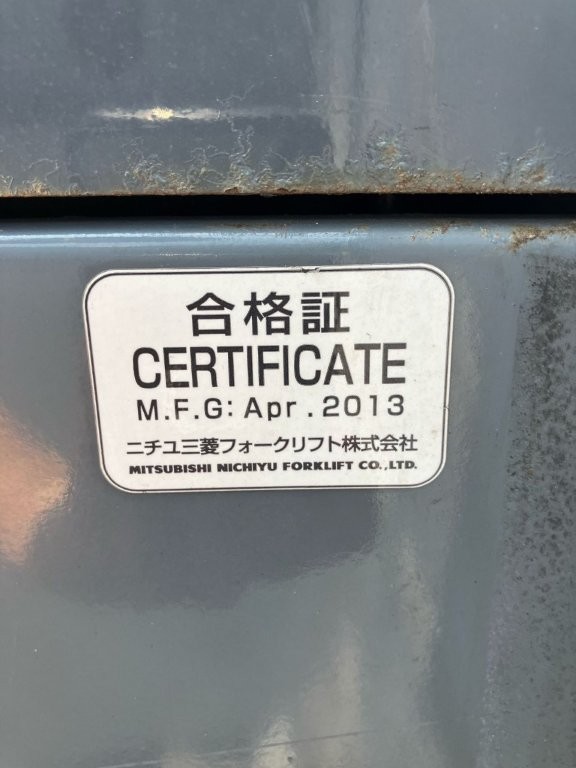 合格証
CERTIFICATE
M.F.G: Apr . 2013
ニチユ三菱フォークリフト株式会社
MITSUBISHI NICHIYU FORKLIFT CO.,LTD.